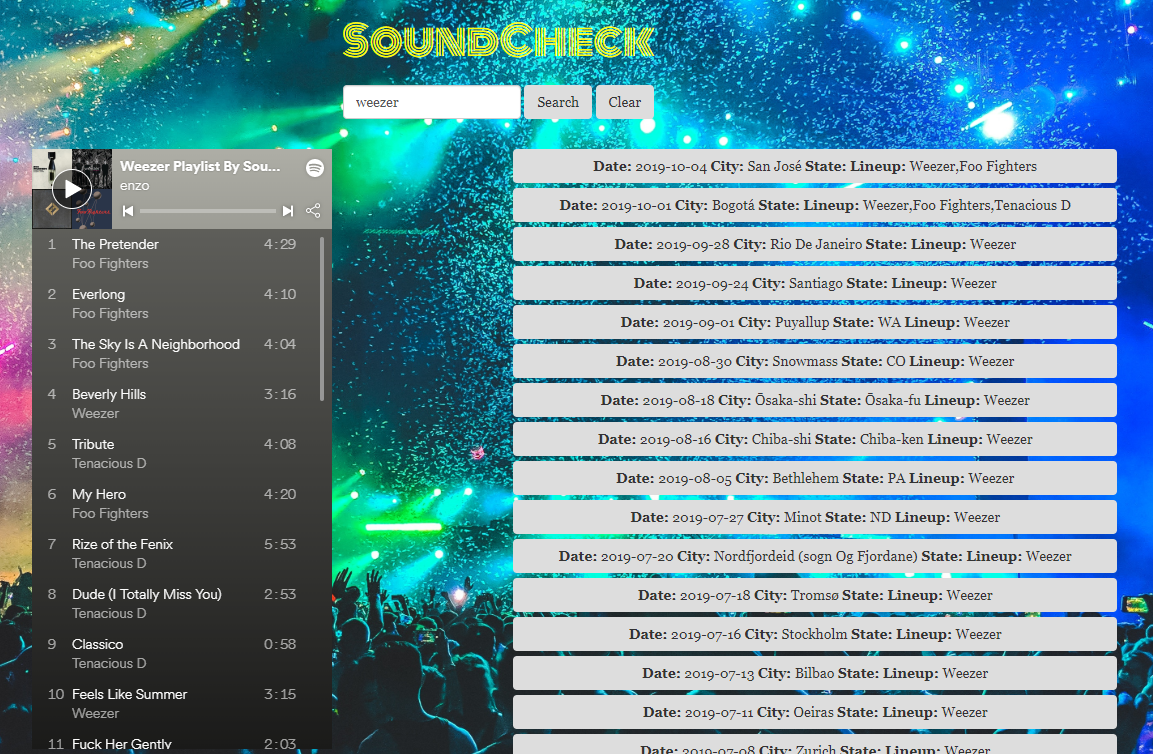 SoundCheck
weezer
Search
Clear
Weezer Playlist By Sou...
enzo
1 The Pretender 4:29
Foo Fighters
2 Everlong 4:10
Foo Fighters
3 The Sky Is A Neighborhood 4:04
Foo Fighters
4 Beverly Hills 3:16
Weezer
5 Tribute 4:08
Tenacious D
6 My Hero 4:20
Foo Fighters
7 Rize of the Fenix 5:53
Tenacious D
8 Dude (I Totally Miss You) 2:53
Tenacious D
9 Classico 0:58
Tenacious D
10 Feels Like Summer 3:15
Weezer
11 Fuck Her Gently 2:03
Date: 2019-10-04 City: San José State: Lineup: Weezer,Foo Fighters
Date: 2019-10-01 City: Bogotá State: Lineup: Weezer,Foo Fighters,Tenacious D
Date: 2019-09-28 City: Rio De Janeiro State: Lineup: Weezer
Date: 2019-09-24 City: Santiago State: Lineup: Weezer
Date: 2019-09-01 City: Puyallup State: WA Lineup: Weezer
Date: 2019-08-30 City: Snowmass State: CO Lineup: Weezer
Date: 2019-08-18 City: Ōsaka-shi State: Ōsaka-fu Lineup: Weezer
Date: 2019-08-16 City: Chiba-shi State: Chiba-ken Lineup: Weezer
Date: 2019-08-05 City: Bethlehem State: PA Lineup: Weezer
Date: 2019-07-27 City: Minot State: ND Lineup: Weezer
Date: 2019-07-20 City: Nordfjordeid (sogn Og Fjordane) State: Lineup: Weezer
Date: 2019-07-18 City: Tromsø State: Lineup: Weezer
Date: 2019-07-16 City: Stockholm State: Lineup: Weezer
Date: 2019-07-13 City: Bilbao State: Lineup: Weezer
Date: 2019-07-11 City: Oeiras State: Lineup: Weezer
Date: 2019-07-08 City: Zurich State: Lineup: Weezer